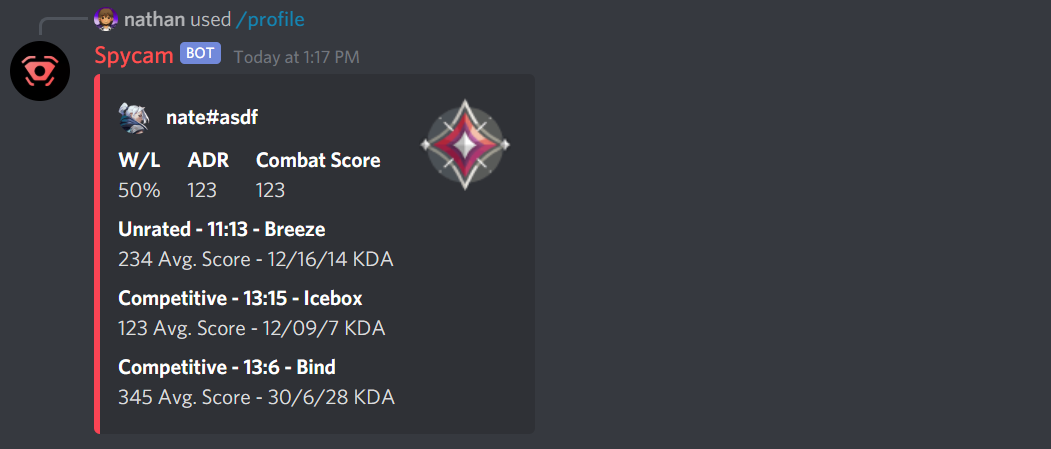 nathan used /profile
Spycam BOT Today at 1:17 PM
nate#asdf
W/L ADR Combat Score
50% 123 123
Unrated - 11:13 - Breeze
234 Avg. Score - 12/16/14 KDA
Competitive - 13:15 - Icebox
123 Avg. Score - 12/09/7 KDA
Competitive - 13:6 - Bind
345 Avg. Score - 30/6/28 KDA